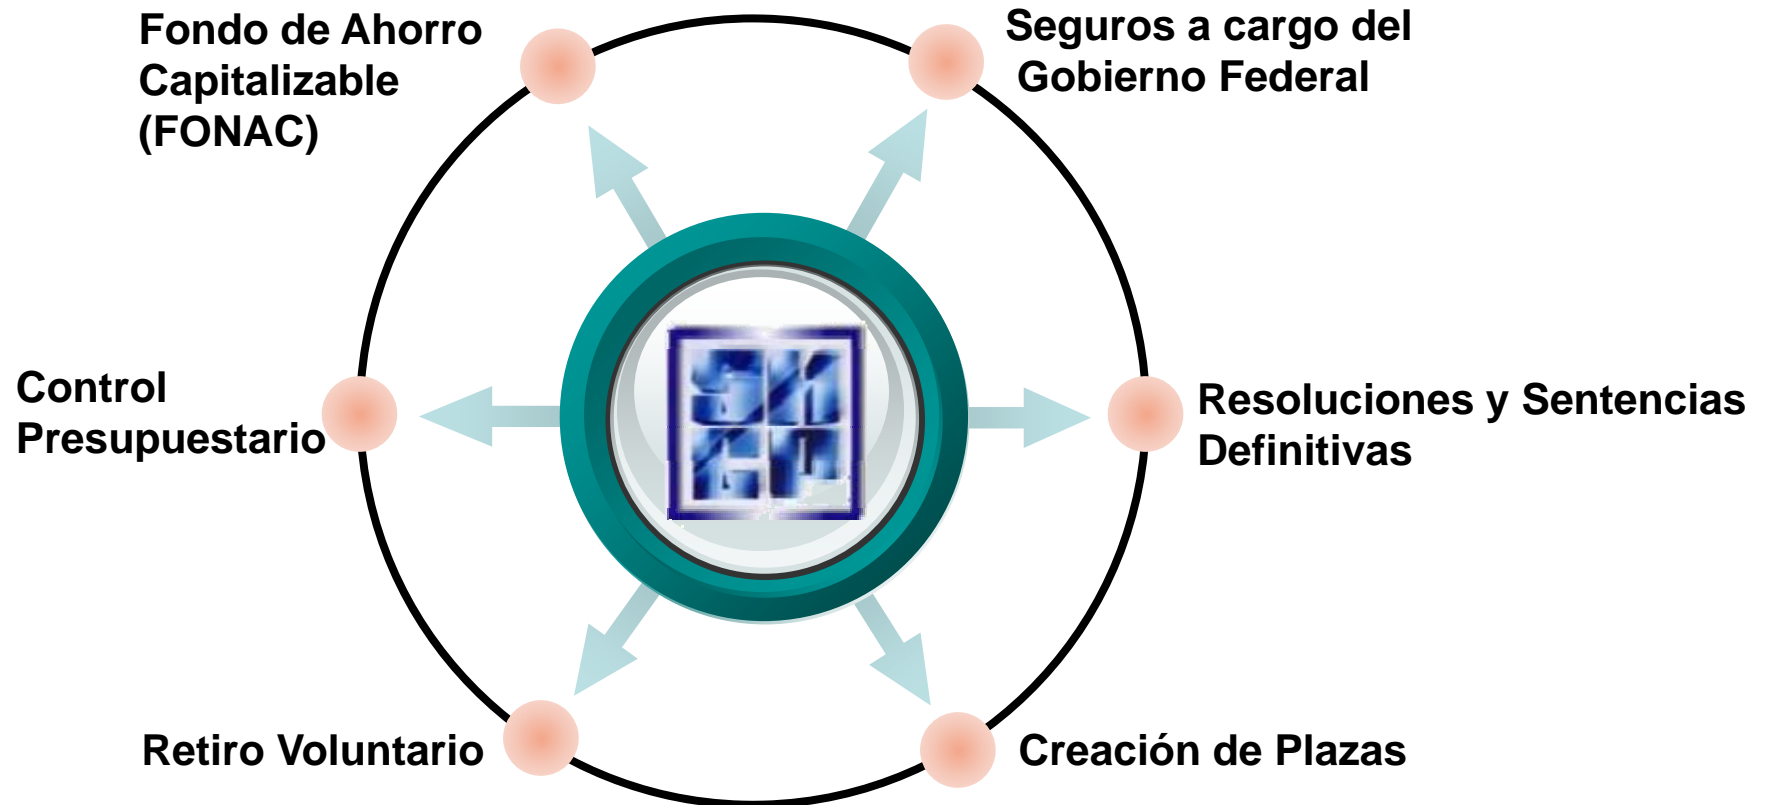 Fondo de Ahorro
Capitalizable
(FONAC)
Seguros a cargo del
Gobierno Federal
Control
Presupuestario
Resoluciones y Sentencias
Definitivas
Retiro Voluntario
Creación de Plazas